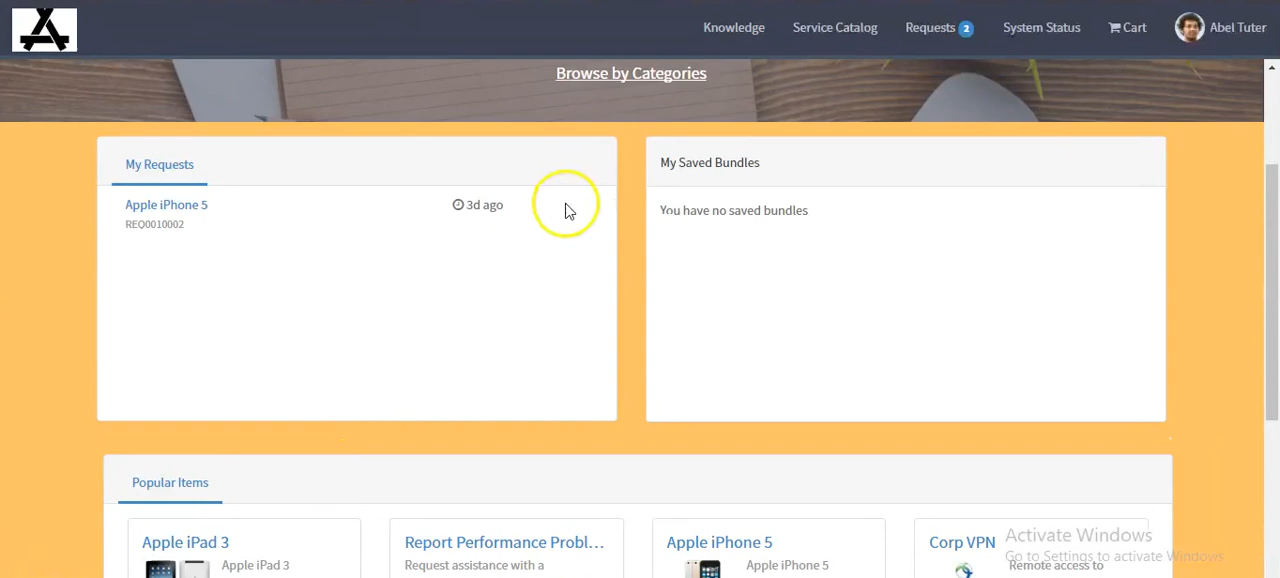 Knowledge Service Catalog Requests 2 System Status Cart Abel Tuter
Browse by Categories
My Requests
Apple iPhone 5 3d ago
REQ0010002
My Saved Bundles
You have no saved bundles
Popular Items
Apple iPad 3
Apple iPad 3
Report Performance Probl...
Request assistance with a
Apple iPhone 5
Apple iPhone 5
Corp VPN
Remote access to
Activate Windows
Go to Settings to activate Windows.